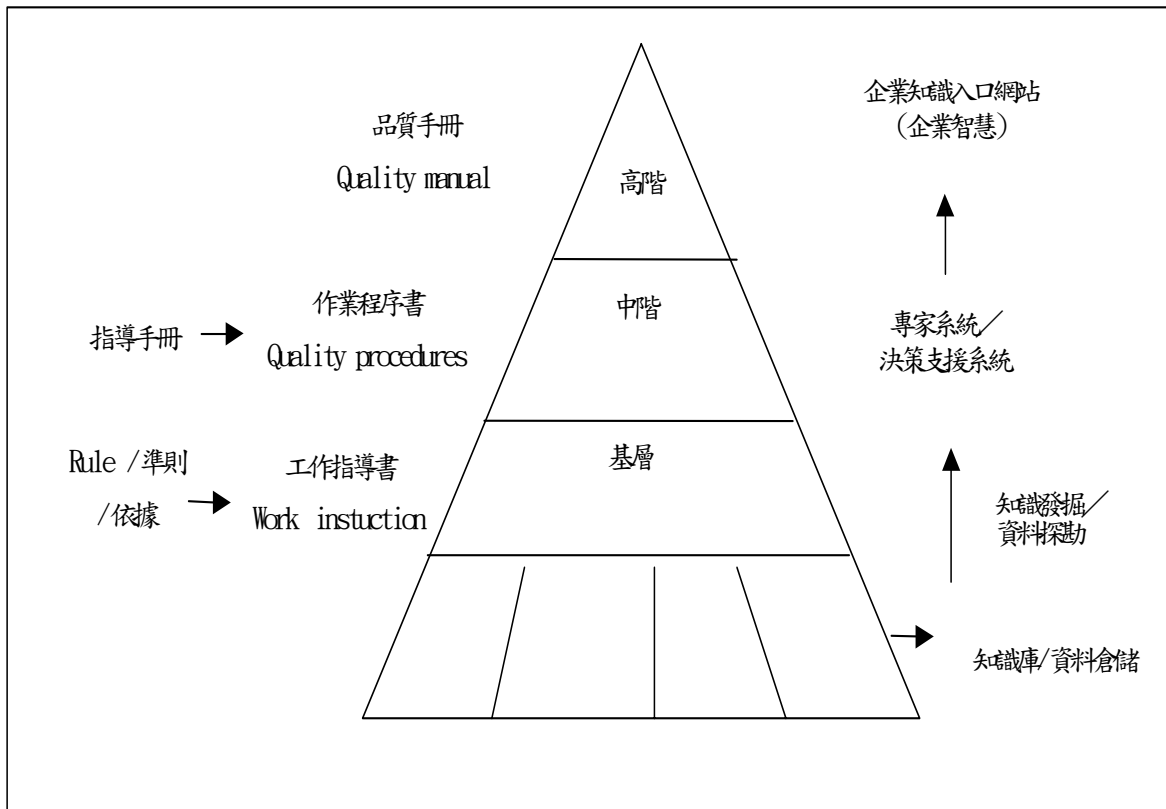 品質手冊
Quality manual
高階
企業知識入口網站
(企業智慧)
指導手冊
作業程序書
Quality procedures
中階
專家系統／
決策支援系統
Rule /準則
/依據
工作指導書
Work instuction
基層
知識發掘／
資料探勘
知識庫/資料倉儲